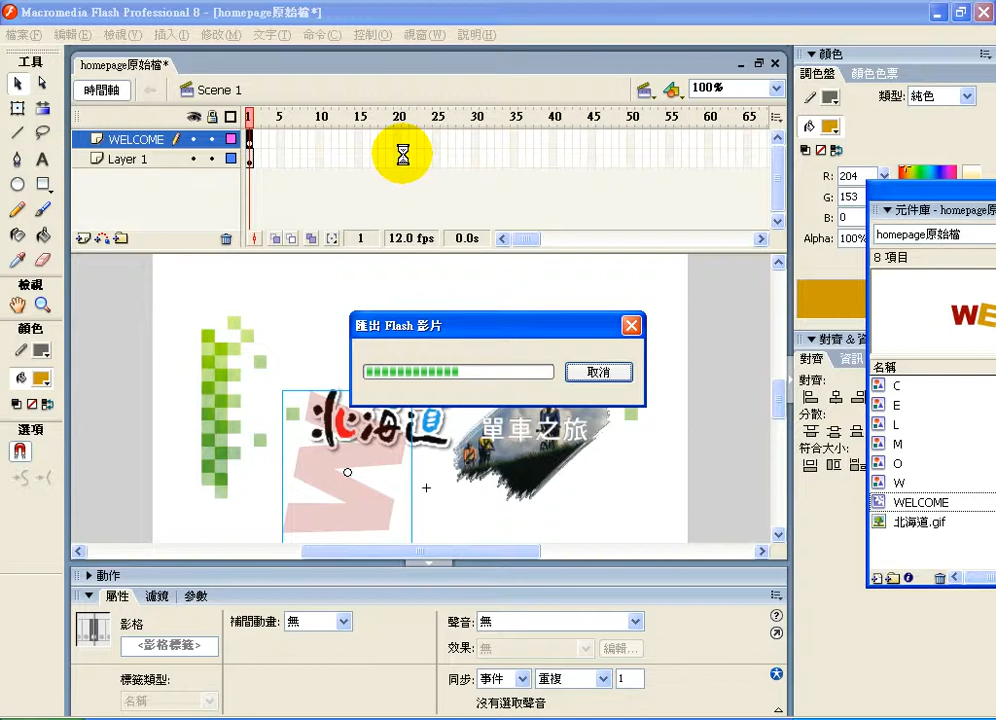 Macromedia Flash Professional 8 - [homepage原始檔*]
檔案(F) 編輯(E) 檢視(V) 插入(I) 修改(M) 文字(T) 命令(C) 控制(O) 視窗(W) 說明(H)
工具
檢視
顏色
選項
homepage原始檔*
時間軸
Scene 1
100%
1 5 10 15 20 25 30 35 40 45 50 55 60 65
WELCOME
Layer 1
1 12.0 fps 0.0s
匯出 Flash 影片
取消
北海道
單車之旅
動作
屬性 濾鏡 參數
影格
<影格標籤>
標籤類型:
名稱
補間動畫: 無
聲音: 無
效果: 無 編輯...
同步: 事件 重複 1
沒有選取聲音
顏色
調色盤 顏色色票
類型: 純色
R: 204
G: 153
B: 0
Alpha: 100%
對齊 &
對齊 資訊
對齊:
分散:
符合大小:
元件庫 - homepage原
homepage原始檔
8 項目
WE
名稱
C
E
L
M
O
W
WELCOME
北海道.gif